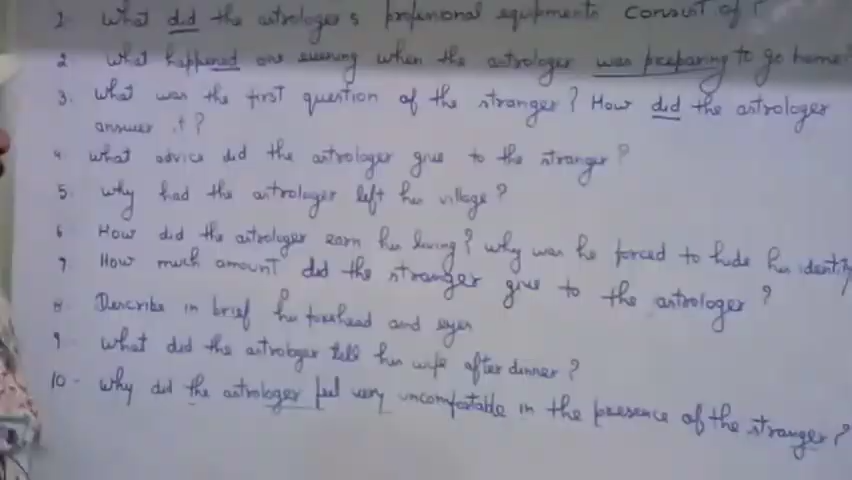 1. What did the astrologer's professional equipments consist of?
2. What happened one evening when the astrologer was preparing to go home?
3. What was the first question of the stranger? How did the astrologer
answer it?
4. What advice did the astrologer give to the stranger?
5. Why had the astrologer left his village?
6. How did the astrologer earn his living? Why was he forced to hide his identity
7. How much amount did the stranger give to the astrologer?
8. Describe in brief his forehead and eyes
9. What did the astrologer tell his wife after dinner?
10. Why did the astrologer feel very uncomfortable in the presence of the stranger?